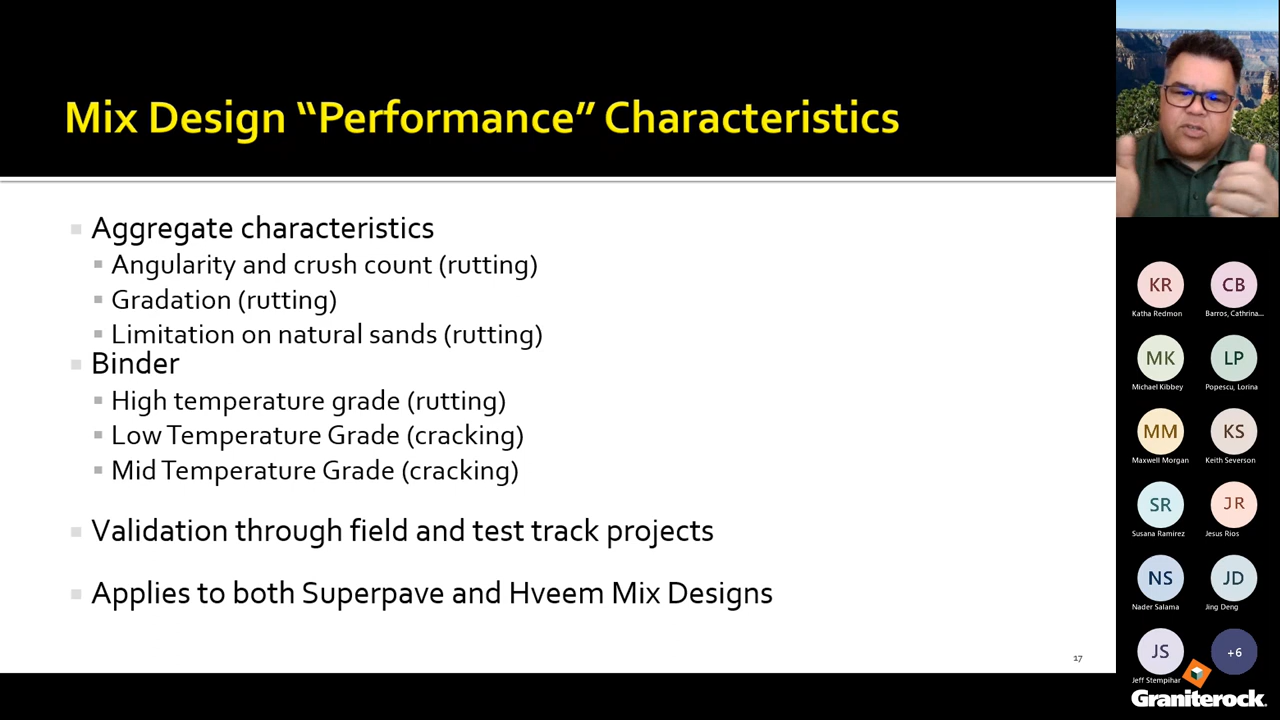 Mix Design “Performance” Characteristics
Aggregate characteristics
Angularity and crush count (rutting)
Gradation (rutting)
Limitation on natural sands (rutting)
Binder
High temperature grade (rutting)
Low Temperature Grade (cracking)
Mid Temperature Grade (cracking)
Validation through field and test track projects
Applies to both Superpave and Hveem Mix Designs
17
KR
Katha Redmon
CB
Barros, Cathrina...
MK
Michael Kibbey
LP
Popescu, Lorina
MM
Maxwell Morgan
KS
Keith Severson
SR
Susana Ramirez
JR
Jesus Rios
NS
Nader Salama
JD
Jing Deng
JS
Jeff Stempihar
+6
Graniterock